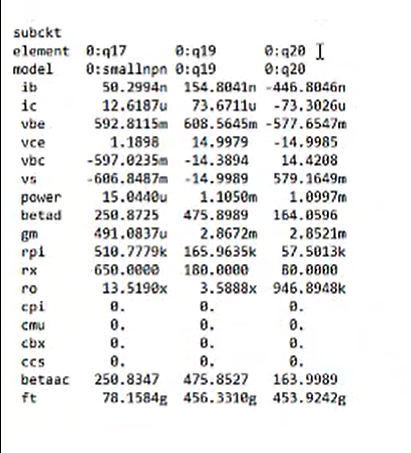 subckt
element 0:q17 0:q19 0:q20
model 0:smallnpn 0:q19 0:q20
ib 50.2994n 154.8041n -446.8046n
ic 12.6187u 73.6711u -73.3026u
vbe 592.8115m 608.5645m -577.6547m
vce 1.1898 14.9979 -14.9985
vbc -597.0235m -14.3894 14.4208
vs -606.8487m -14.9989 579.1649m
power 15.0440u 1.1050m 1.0997m
betad 250.8725 475.8989 164.0596
gm 491.0837u 2.8672m 2.8521m
rpi 510.7779k 165.9635k 57.5013k
rx 650.0000 180.0000 80.0000
ro 13.5190x 3.5888x 946.8948k
cpi 0. 0. 0.
cmu 0. 0. 0.
cbx 0. 0. 0.
ccs 0. 0. 0.
betaac 250.8347 475.8527 163.9989
ft 78.1584g 456.3310g 453.9242g